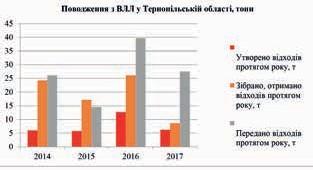 Поводження з ВЛЛ у Тернопільській області, тони
45
40
35
30
25
20
15
10
5
0
2014 2015 2016 2017
Утворено відходів
протягом року, т
Зібрано, отримано
відходів протягом
року, т
Передано відходів
протягом року, т